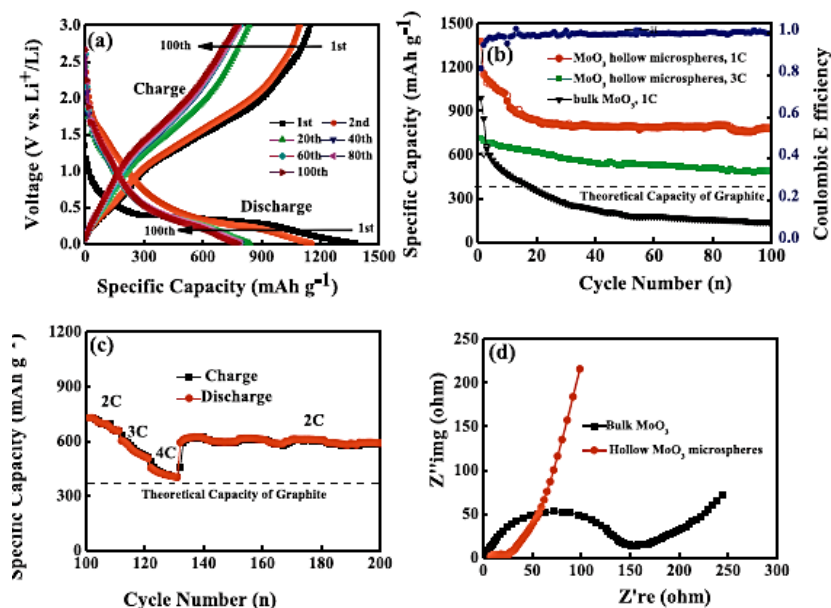 (a)
100th
1st
Charge
1st 2nd
20th 40th
60th 80th
100th
Discharge
100th
1st
Voltage (V vs. Li+/Li)
3.0
2.5
2.0
1.5
1.0
0.5
0.0
0 300 600 900 1200 1500
Specific Capacity (mAh g-1)
(b)
MoO3 hollow microspheres, 1C
MoO3 hollow microspheres, 3C
bulk MoO3, 1C
Theoretical Capacity of Graphite
Specific Capacity (mAh g-1)
1500
1200
900
600
300
0
Coulombic E fficiency
1.0
0.8
0.6
0.4
0.2
0.0
0 20 40 60 80 100
Cycle Number (n)
(c)
Charge
Discharge
2C
3C
4C
2C
Theoretical Capacity of Graphite
Specific Capacity (mAh g-1)
1200
900
600
300
0
100 120 140 160 180 200
Cycle Number (n)
(d)
Bulk MoO3
Hollow MoO3 microspheres
Z''img (ohm)
250
200
150
100
50
0
0 50 100 150 200 250 300
Z're (ohm)